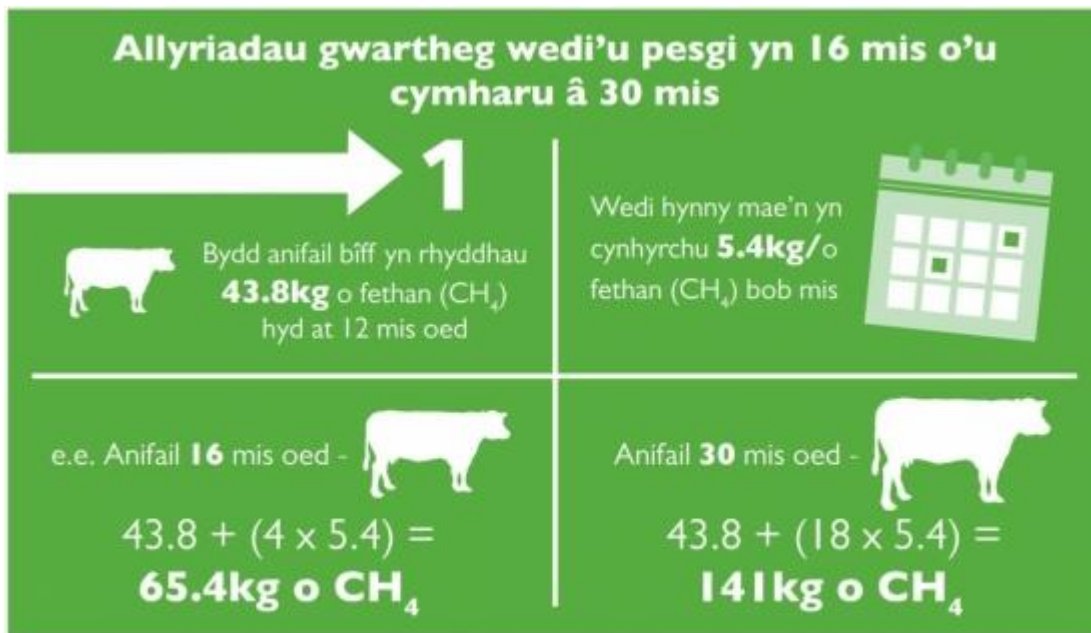 Allyriadau gwartheg wedi'u pesgi yn 16 mis o'u
cymharu â 30 mis
1
Bydd anifail bîff yn rhyddhau
43.8kg o fethan (CH₄)
hyd at 12 mis oed
Wedi hynny mae'n yn
cynhyrchu 5.4kg/o
fethan (CH₄) bob mis
e.e. Anifail 16 mis oed -
43.8 + (4 x 5.4) =
65.4kg o CH₄
Anifail 30 mis oed -
43.8 + (18 x 5.4) =
141kg o CH₄